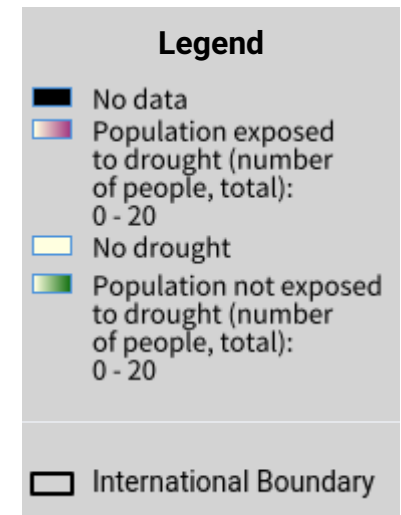 Legend
No data
Population exposed
to drought (number
of people, total):
0 - 20
No drought
Population not exposed
to drought (number
of people, total):
0 - 20
International Boundary